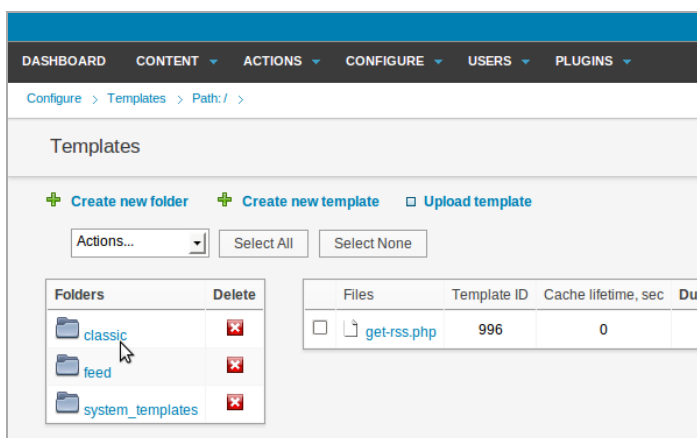 DASHBOARD CONTENT ACTIONS CONFIGURE USERS PLUGINS
Configure > Templates > Path: / >
Templates
Create new folder Create new template Upload template
Actions... Select All Select None
Folders Delete Files Template ID Cache lifetime, sec Du
classic get-rss.php 996 0
feed
system_templates